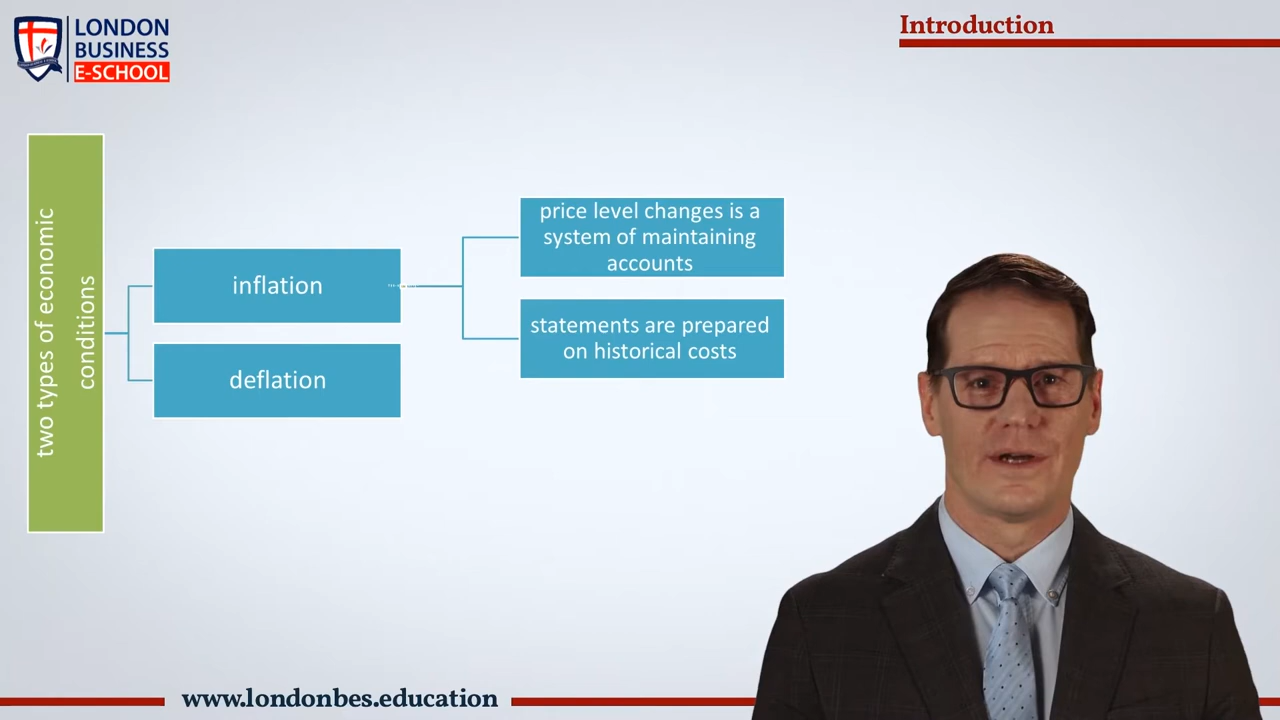 LONDON
BUSINESS
E-SCHOOL
Introduction
two types of economic
conditions
inflation
deflation
price level changes is a
system of maintaining
accounts
statements are prepared
on historical costs
www.londonbes.education